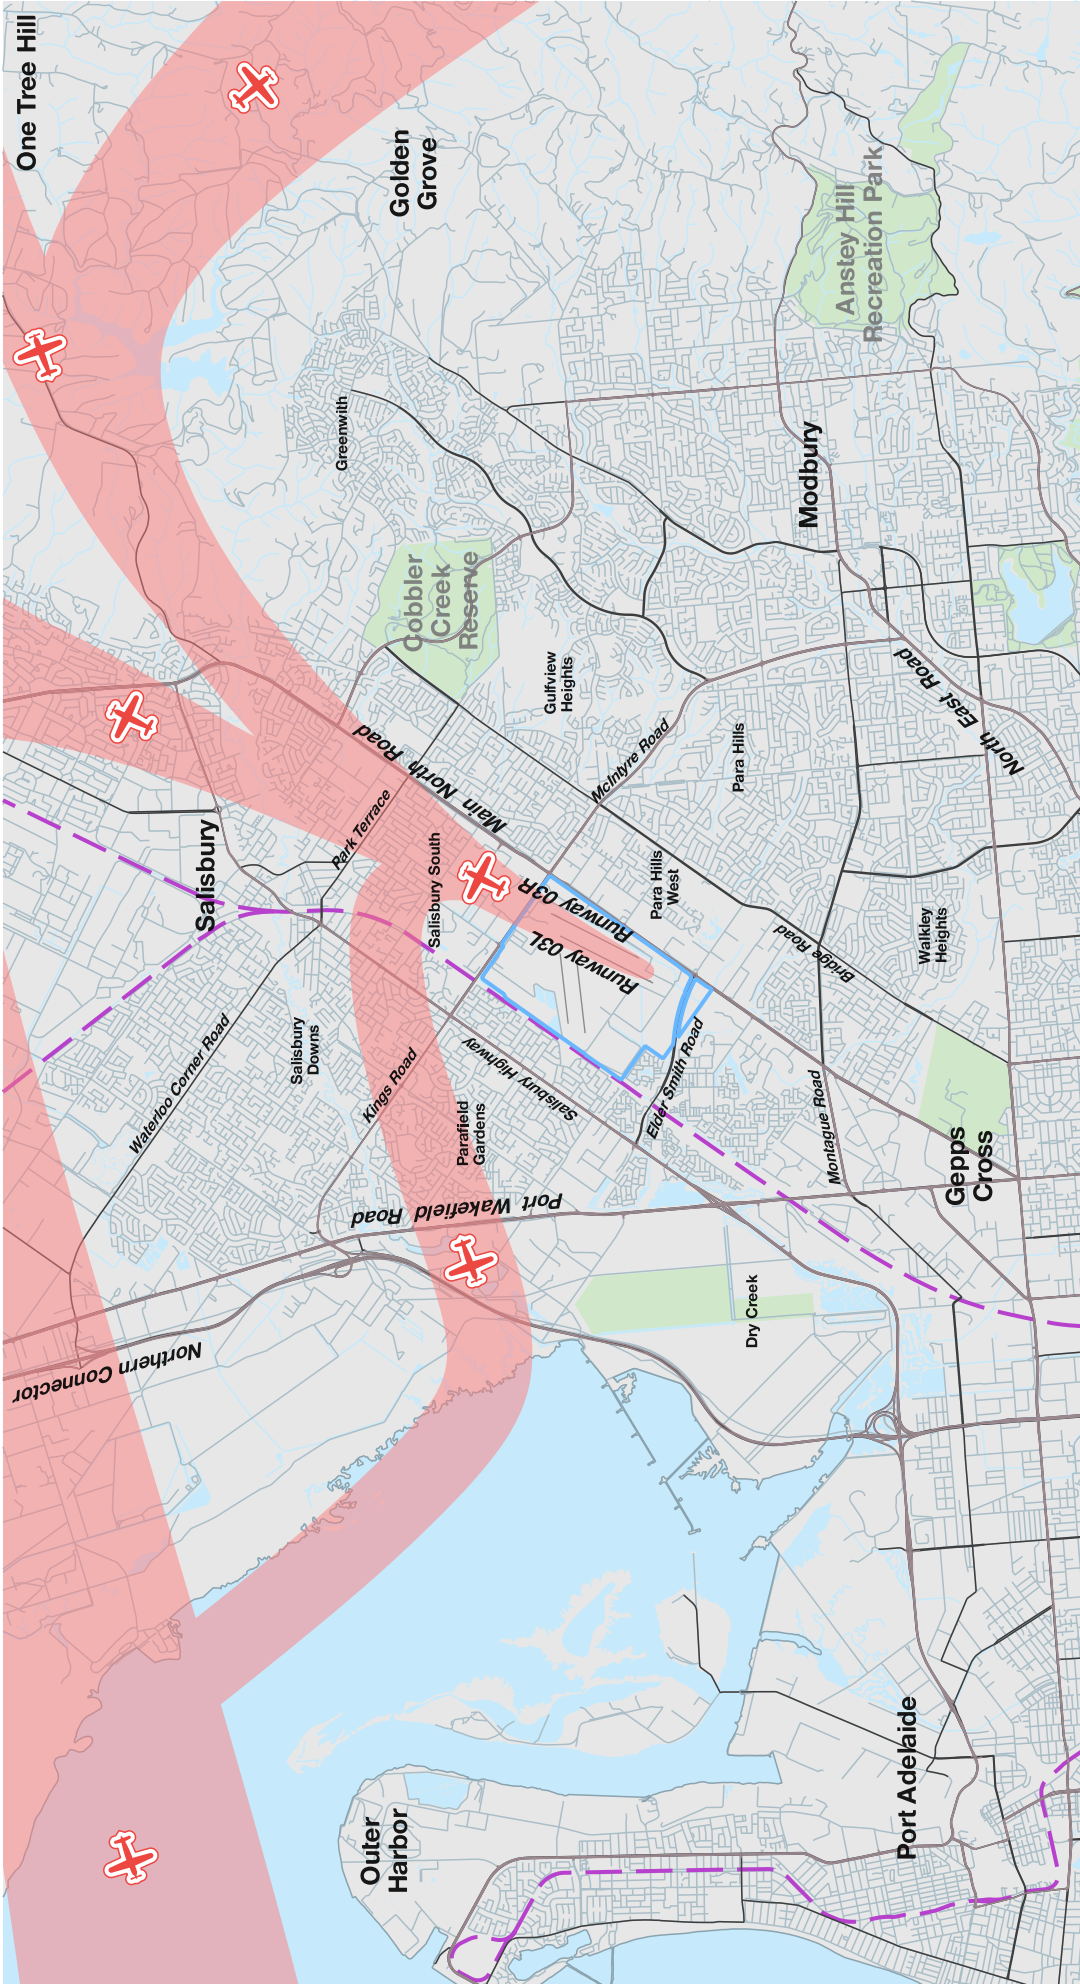 One Tree Hill
Golden
Grove
Anstey Hill
Recreation Park
Greenwith
Modbury
Cobbler
Creek
Reserve
Gulfview
Heights
North East Road
McIntyre Road
Para Hills
Main North Road
Park Terrace
Salisbury
Salisbury South
Para Hills
West
Runway 03R
Runway 03L
Bridge Road
Walkley
Heights
Waterloo Corner Road
Salisbury
Downs
Kings Road
Salisbury Highway
Elder Smith Road
Parafield
Gardens
Montague Road
Gepps
Cross
Port Wakefield Road
Dry Creek
Northern Connector
Port Adelaide
Outer
Harbor